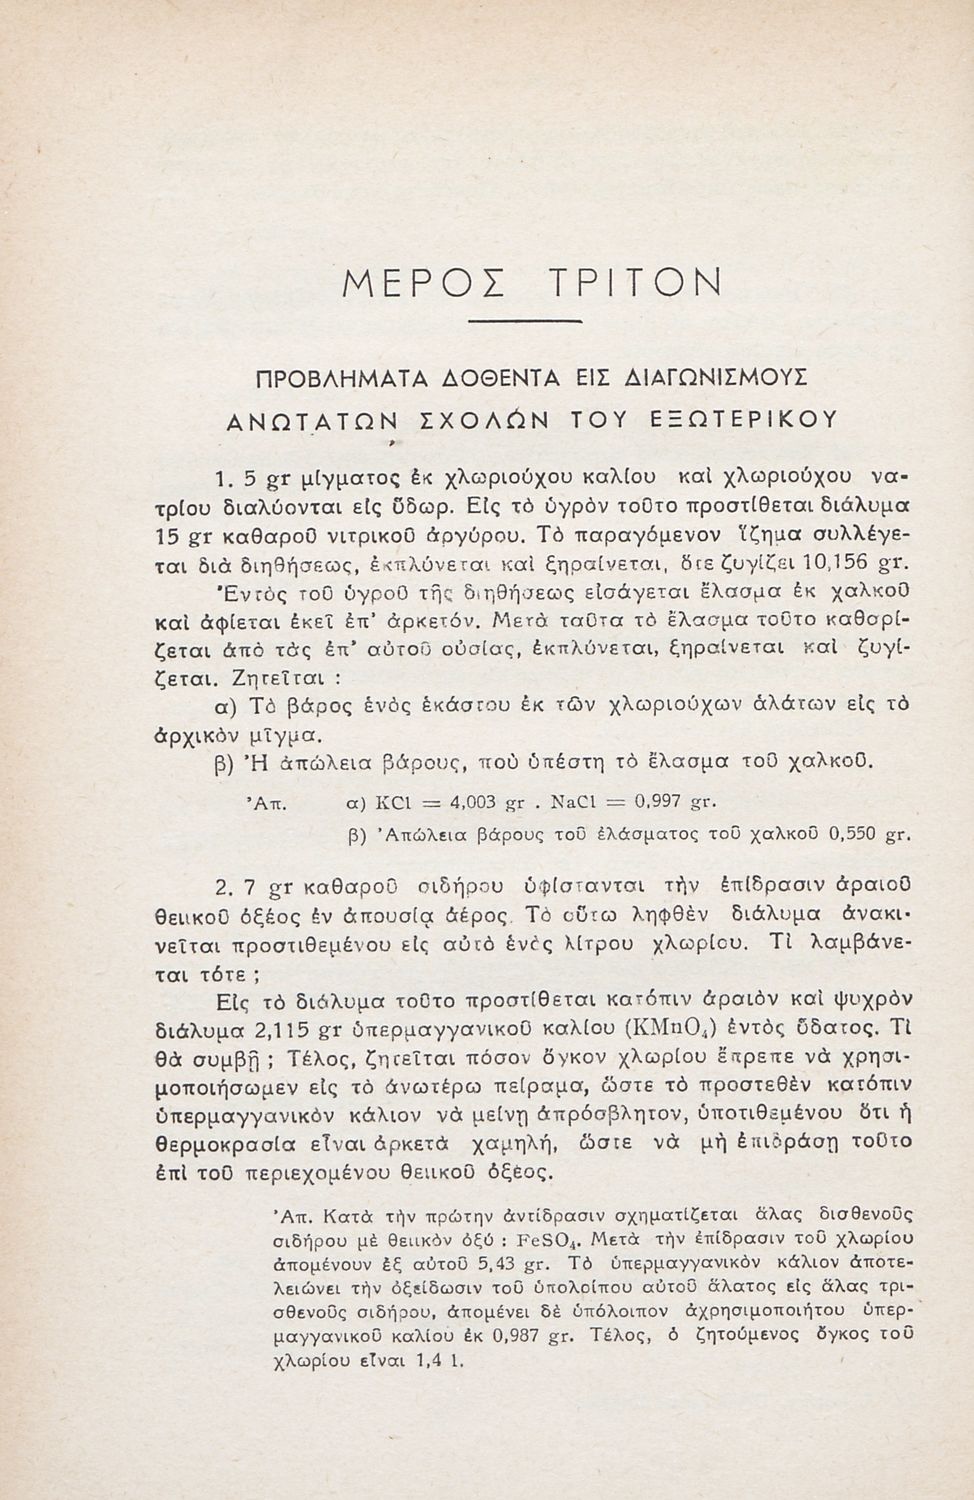 ΜΕΡΟΣ ΤΡΙΤΟΝ
ΠΡΟΒΛΗΜΑΤΑ ΔΟΘΕΝΤΑ ΕΙΣ ΔΙΑΓΩΝΙΣΜΟΥΣ
ΑΝΩΤΑΤΩΝ ΣΧΟΛΩΝ ΤΟΥ ΕΞΩΤΕΡΙΚΟΥ
1. 5 gr μίγματος ἐκ χλωριούχου καλίου καὶ χλωριούχου να-
τρίου διαλύονται εἰς ὕδωρ. Εἰς τὸ ὑγρὸν τοῦτο προστίθεται διάλυμα
15 gr καθαροῦ νιτρικοῦ ἀργύρου. Τὸ παραγόμενον ἵζημα συλλέγε-
ται διὰ διηθήσεως, ἐκπλύνεται καὶ ξηραίνεται, ὅτε ζυγίζει 10,156 gr.
Ἐντὸς τοῦ ὑγροῦ τῆς διηθήσεως εἰσάγεται ἔλασμα ἐκ χαλκοῦ
καὶ ἀφίεται ἐκεῖ ἐπ' ἀρκετόν. Μετὰ ταῦτα τὸ ἔλασμα τοῦτο καθαρί-
ζεται ἀπὸ τὰς ἐπ' αὐτοῦ οὐσίας, ἐκπλύνεται, ξηραίνεται καὶ ζυγί-
ζεται. Ζητεῖται :
α) Τὸ βάρος ἑνὸς ἑκάστου ἐκ τῶν χλωριούχων ἁλάτων εἰς τὸ
ἀρχικὸν μῖγμα.
β) Ἡ ἀπώλεια βάρους, ποὺ ὑπέστη τὸ ἔλασμα τοῦ χαλκοῦ.
Ἀπ. α) KCl = 4,003 gr . NaCl = 0,997 gr.
β) Ἀπώλεια βάρους τοῦ ἐλάσματος τοῦ χαλκοῦ 0,550 gr.
2. 7 gr καθαροῦ σιδήρου ὑφίστανται τὴν ἐπίδρασιν ἀραιοῦ
θειικοῦ ὀξέος ἐν ἀπουσίᾳ ἀέρος. Τὸ οὕτω ληφθὲν διάλυμα ἀνακι-
νεῖται προστιθεμένου εἰς αὐτὸ ἑνὸς λίτρου χλωρίου. Τί λαμβάνε-
ται τότε ;
Εἰς τὸ διάλυμα τοῦτο προστίθεται κατόπιν ἀραιὸν καὶ ψυχρὸν
διάλυμα 2,115 gr ὑπερμαγγανικοῦ καλίου (KMnO₄) ἐντὸς ὕδατος. Τί
θὰ συμβῇ ; Τέλος, ζητεῖται πόσον ὄγκον χλωρίου ἔπρεπε νὰ χρησι-
μοποιήσωμεν εἰς τὸ ἀνωτέρω πείραμα, ὥστε τὸ προστεθὲν κατόπιν
ὑπερμαγγανικὸν κάλιον νὰ μείνῃ ἀπρόσβλητον, ὑποτιθεμένου ὅτι ἡ
θερμοκρασία εἶναι ἀρκετὰ χαμηλή, ὥστε νὰ μὴ ἐπιδράσῃ τοῦτο
ἐπὶ τοῦ περιεχομένου θειικοῦ ὀξέος.
Ἀπ. Κατὰ τὴν πρώτην ἀντίδρασιν σχηματίζεται ἅλας δισθενοῦς
σιδήρου μὲ θειικὸν ὀξύ : FeSO₄. Μετὰ τὴν ἐπίδρασιν τοῦ χλωρίου
ἀπομένουν ἐξ αὐτοῦ 5,43 gr. Τὸ ὑπερμαγγανικὸν κάλιον ἀποτε-
λειώνει τὴν ὀξείδωσιν τοῦ ὑπολοίπου αὐτοῦ ἅλατος εἰς ἅλας τρι-
σθενοῦς σιδήρου, ἀπομένει δὲ ὑπόλοιπον ἀχρησιμοποιήτου ὑπερ-
μαγγανικοῦ καλίου ἐκ 0,987 gr. Τέλος, ὁ ζητούμενος ὄγκος τοῦ
χλωρίου εἶναι 1,4 l.